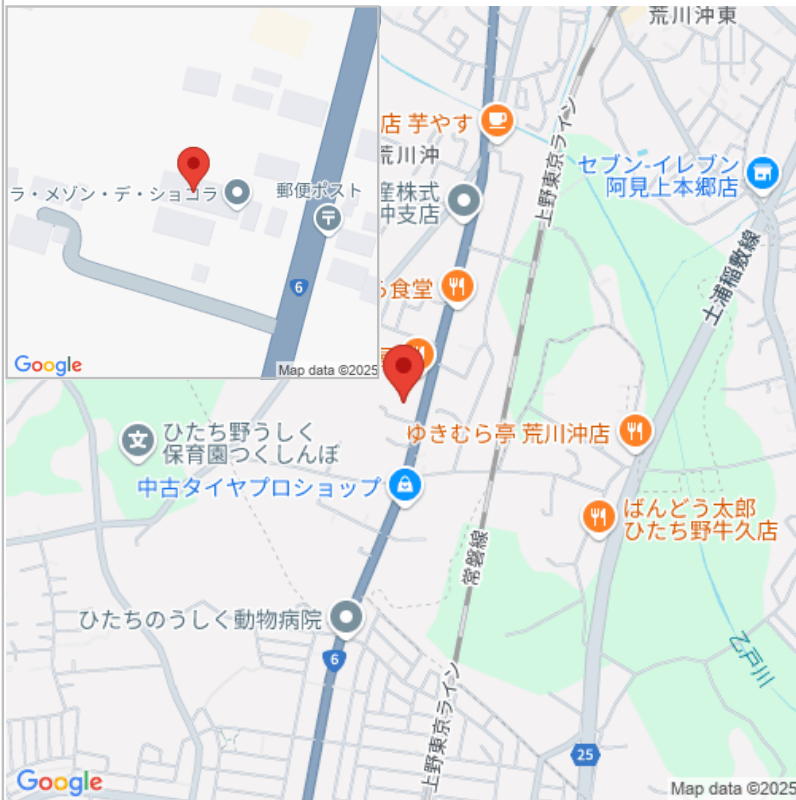 ラ・メゾン・デ・ショコラ
郵便ポスト
6
Google
Map data ©2025
荒川沖東
店 芋やす
荒川沖
上野東京ライン
セブン-イレブン
阿見上本郷店
産株式
沖支店
土浦稲敷線
ら食堂
ひたち野うしく
保育園つくしんぼ
ゆきむら亭 荒川沖店
中古タイヤプロショップ
ばんどう太郎
ひたち野牛久店
常磐線
ひたちのうしく動物病院
6
乙戸川
上野東京ライン
25
Google
Map data ©2025